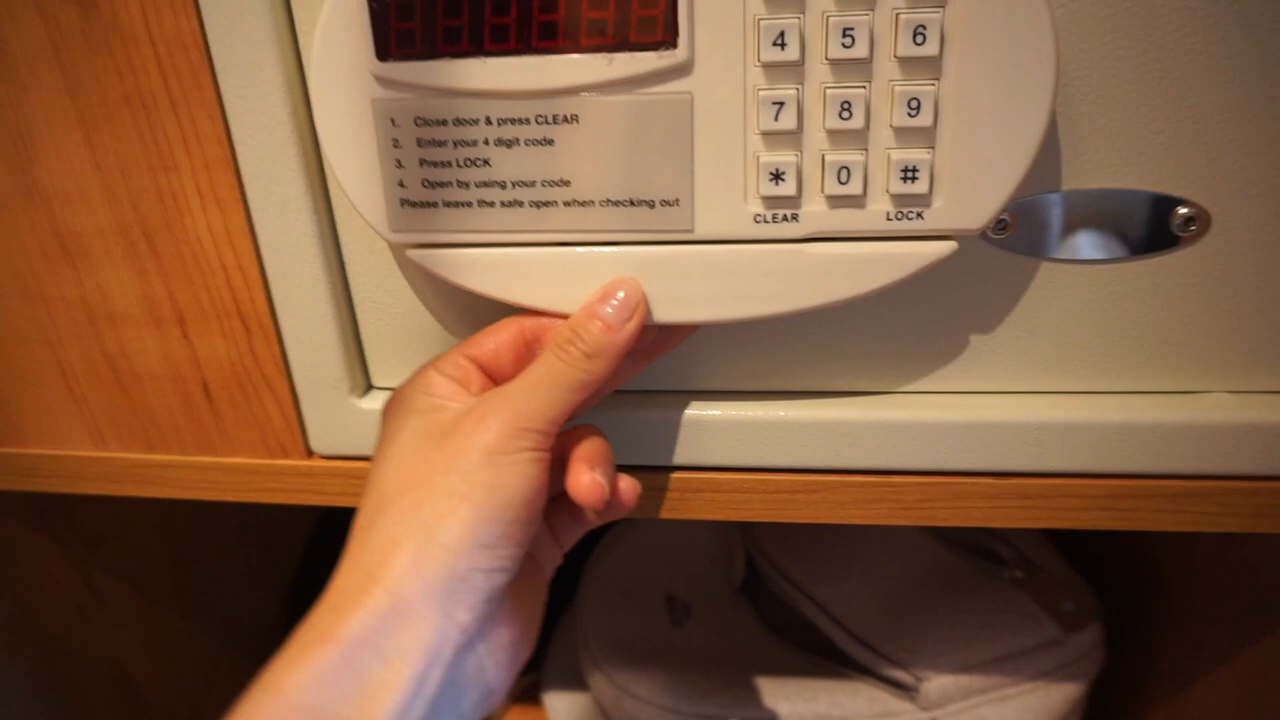 4 5 6
7 8 9
* 0 #
CLEAR LOCK
1. Close door & press CLEAR
2. Enter your 4 digit code
3. Press LOCK
4. Open by using your code
Please leave the safe open when checking out